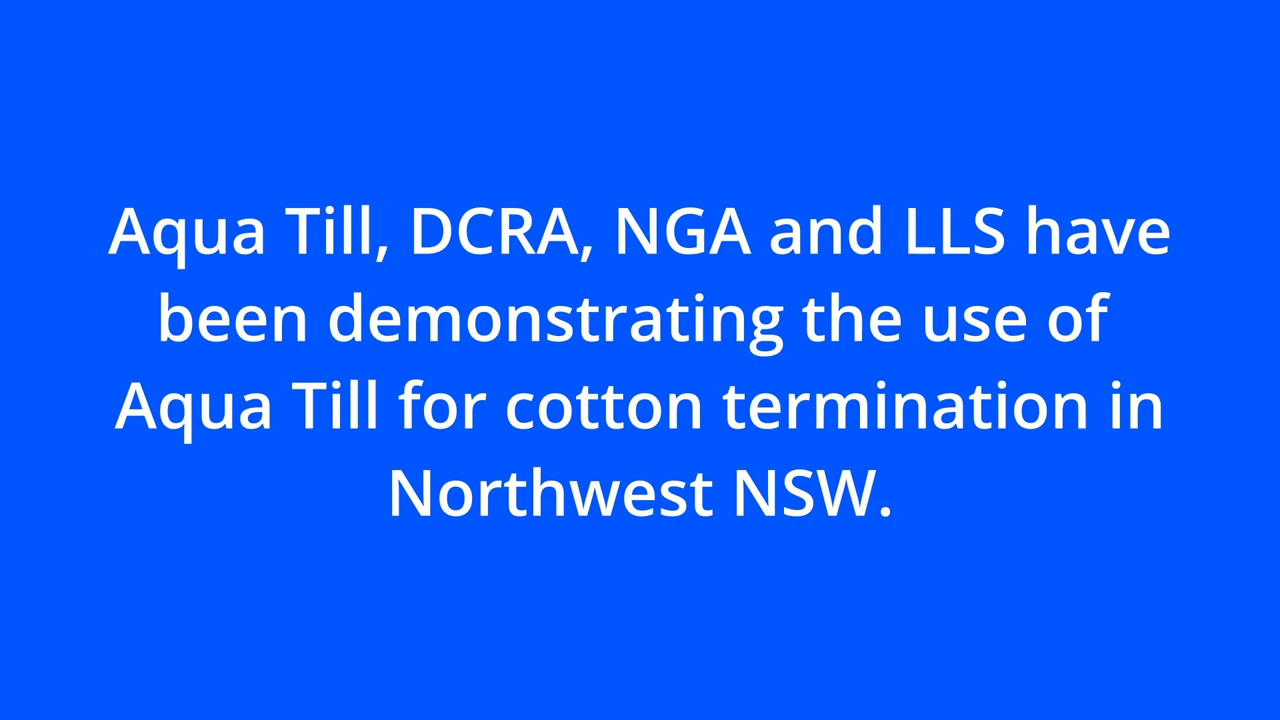 Aqua Till, DCRA, NGA and LLS have
been demonstrating the use of
Aqua Till for cotton termination in
Northwest NSW.